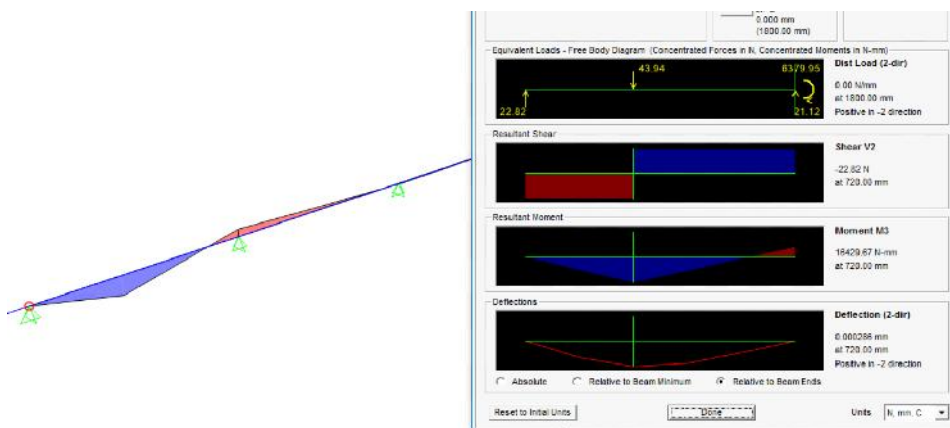 0.000 mm
(1800.00 mm)
Equivalent Loads - Free Body Diagram (Concentrated Forces in N, Concentrated Moments in N-mm)
43.94
6379.95
22.82
21.12
Dist Load (2-dir)
0.00 N/mm
at 1800.00 mm
Positive in -2 direction
Resultant Shear
Shear V2
-22.82 N
at 720.00 mm
Resultant Moment
Moment M3
16429.67 N-mm
at 720.00 mm
Deflections
Deflection (2-dir)
0.000286 mm
at 720.00 mm
Positive in -2 direction
Absolute
Relative to Beam Minimum
Relative to Beam Ends
Reset to Initial Units
Done
Units
N, mm, C